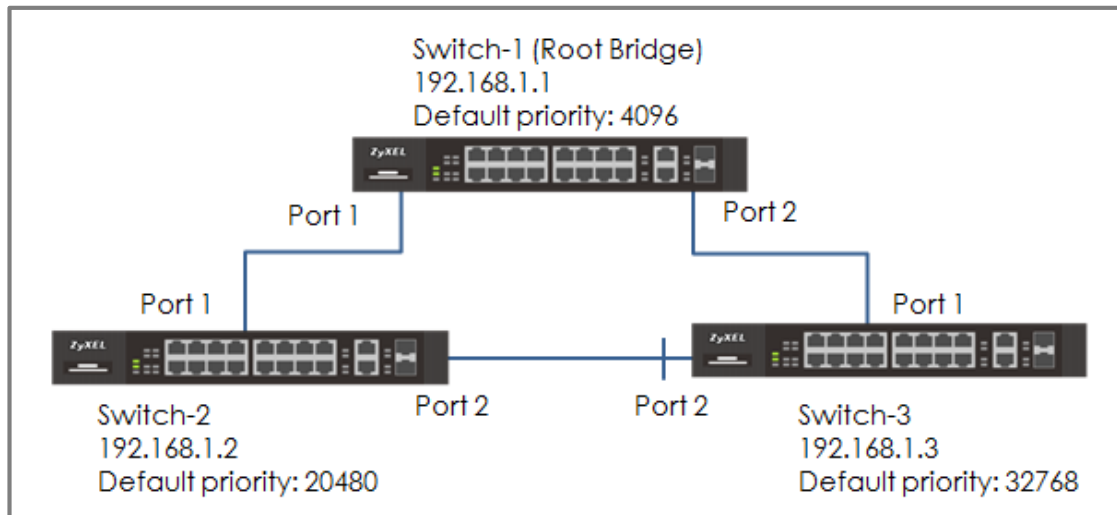 Switch-1 (Root Bridge)
192.168.1.1
Default priority: 4096
ZyXEL
Port 1
Port 2
Port 1
Port 1
ZyXEL
ZyXEL
Port 2
Port 2
Switch-2
192.168.1.2
Default priority: 20480
Switch-3
192.168.1.3
Default priority: 32768